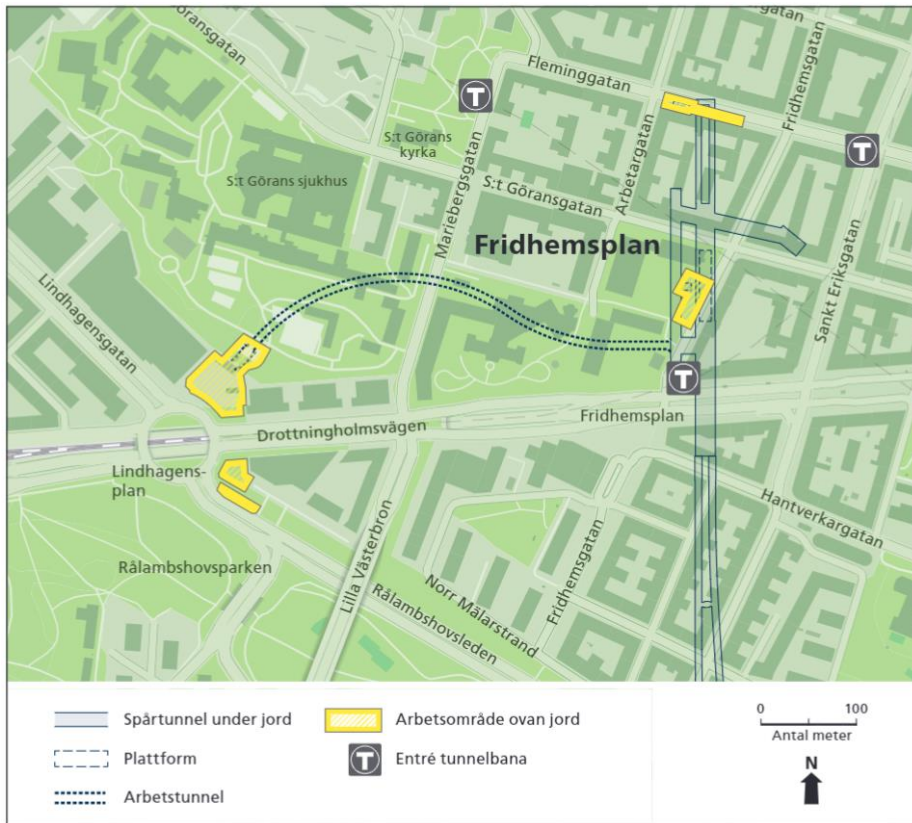 Göransgatan
Fleminggatan
Fridhemsgatan
S:t Görans
kyrka
Mariebergsgatan
Arbetargatan
S:t Görans sjukhus
S:t Göransgatan
Fridhemsplan
Sankt Eriksgatan
Lindhagensgatan
Fridhemsplan
Drottningholmsvägen
Lindhagens-
plan
Hantverkargatan
Fridhemsgatan
Lilla Västerbron
Rålambshovsparken
Norr Mälarstrand
Rålambshovsleden
Spårtunnel under jord
Plattform
Arbetstunnel
Arbetsområde ovan jord
T Entré tunnelbana
0 100
Antal meter
N